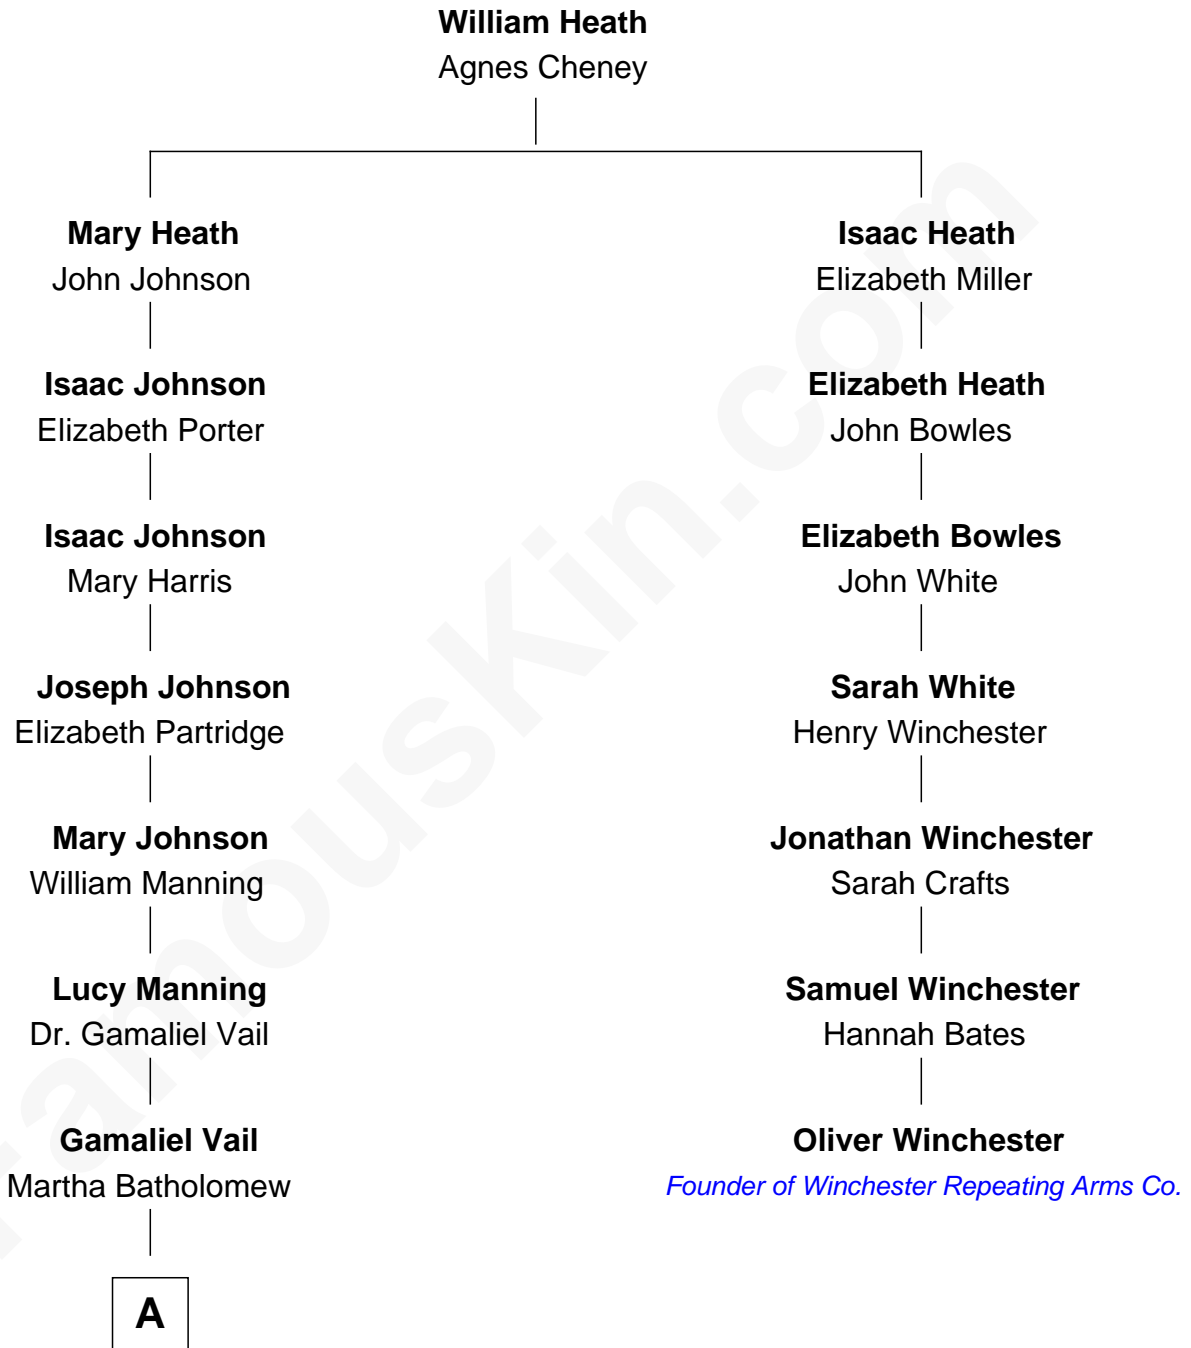 William Heath
Agnes Cheney
Mary Heath
John Johnson
Isaac Heath
Elizabeth Miller
Isaac Johnson
Elizabeth Porter
Elizabeth Heath
John Bowles
Isaac Johnson
Mary Harris
Elizabeth Bowles
John White
Joseph Johnson
Elizabeth Partridge
Sarah White
Henry Winchester
Mary Johnson
William Manning
Jonathan Winchester
Sarah Crafts
Lucy Manning
Dr. Gamaliel Vail
Samuel Winchester
Hannah Bates
Gamaliel Vail
Martha Batholomew
Oliver Winchester
Founder of Winchester Repeating Arms Co.
A
FamousKin.com